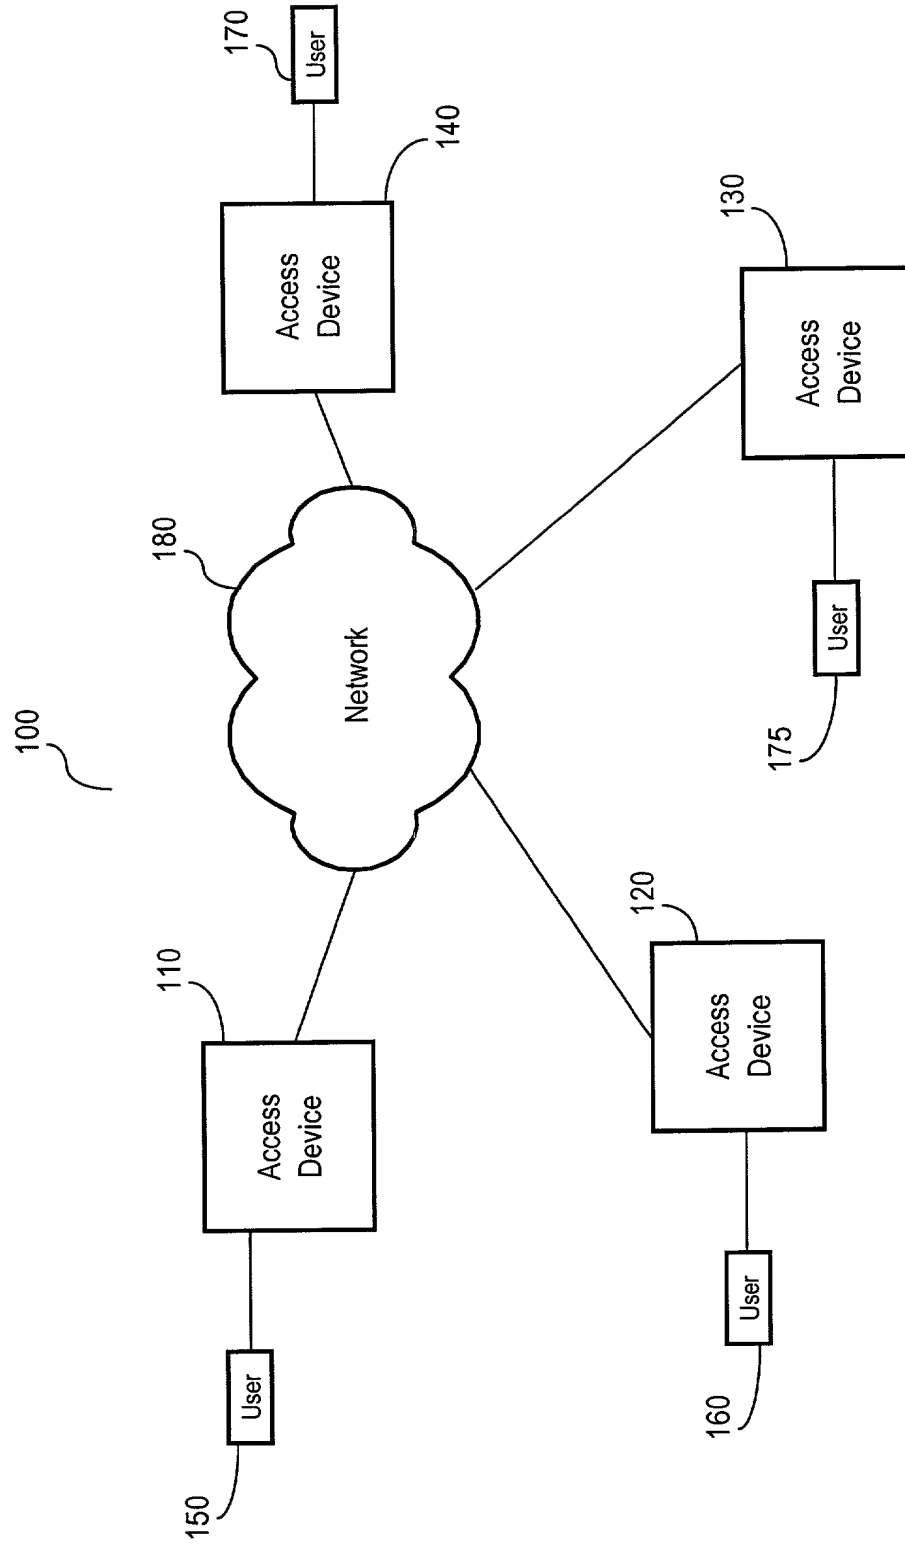 100
110
Access
Device
User
150
180
Network
170
User
Access
Device
140
120
Access
Device
User
160
130
Access
Device
User
175